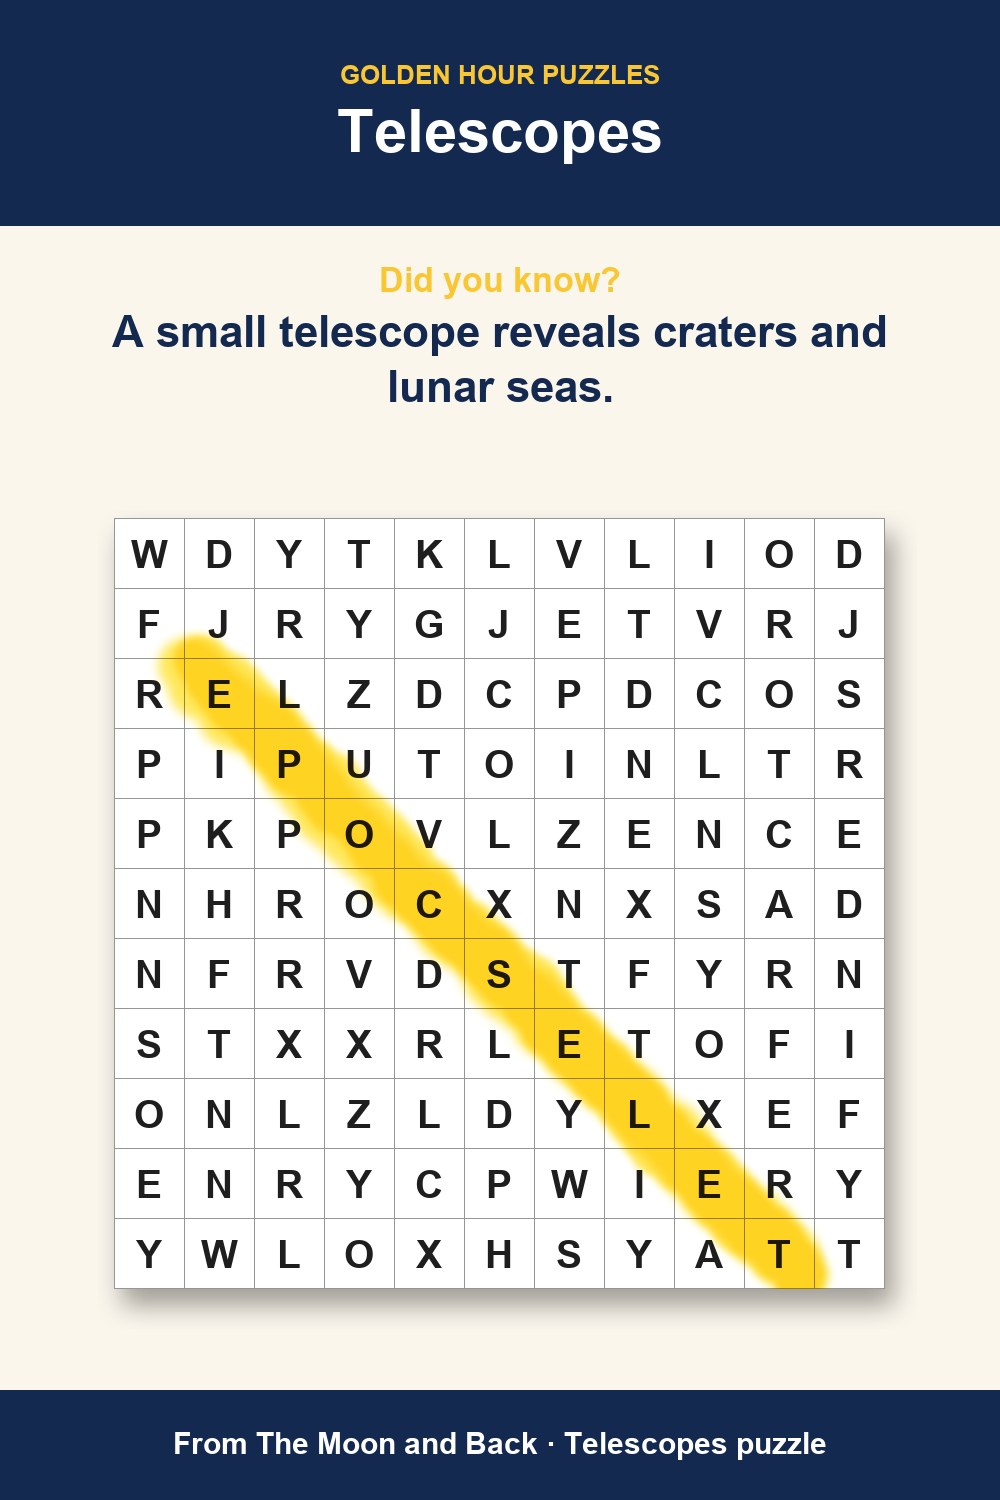 GOLDEN HOUR PUZZLES
Telescopes
Did you know?
A small telescope reveals craters and
lunar seas.
W D Y T K L V L I O D
F J R Y G J E T V R J
R E L Z D C P D C O S
P I P U T O I N L T R
P K P O V L Z E N C E
N H R O C X N X S A D
N F R V D S T F Y R N
S T X X R L E T O F I
O N L Z L D Y L X E F
E N R Y C P W I E R Y
Y W L O X H S Y A T T
From The Moon and Back · Telescopes puzzle